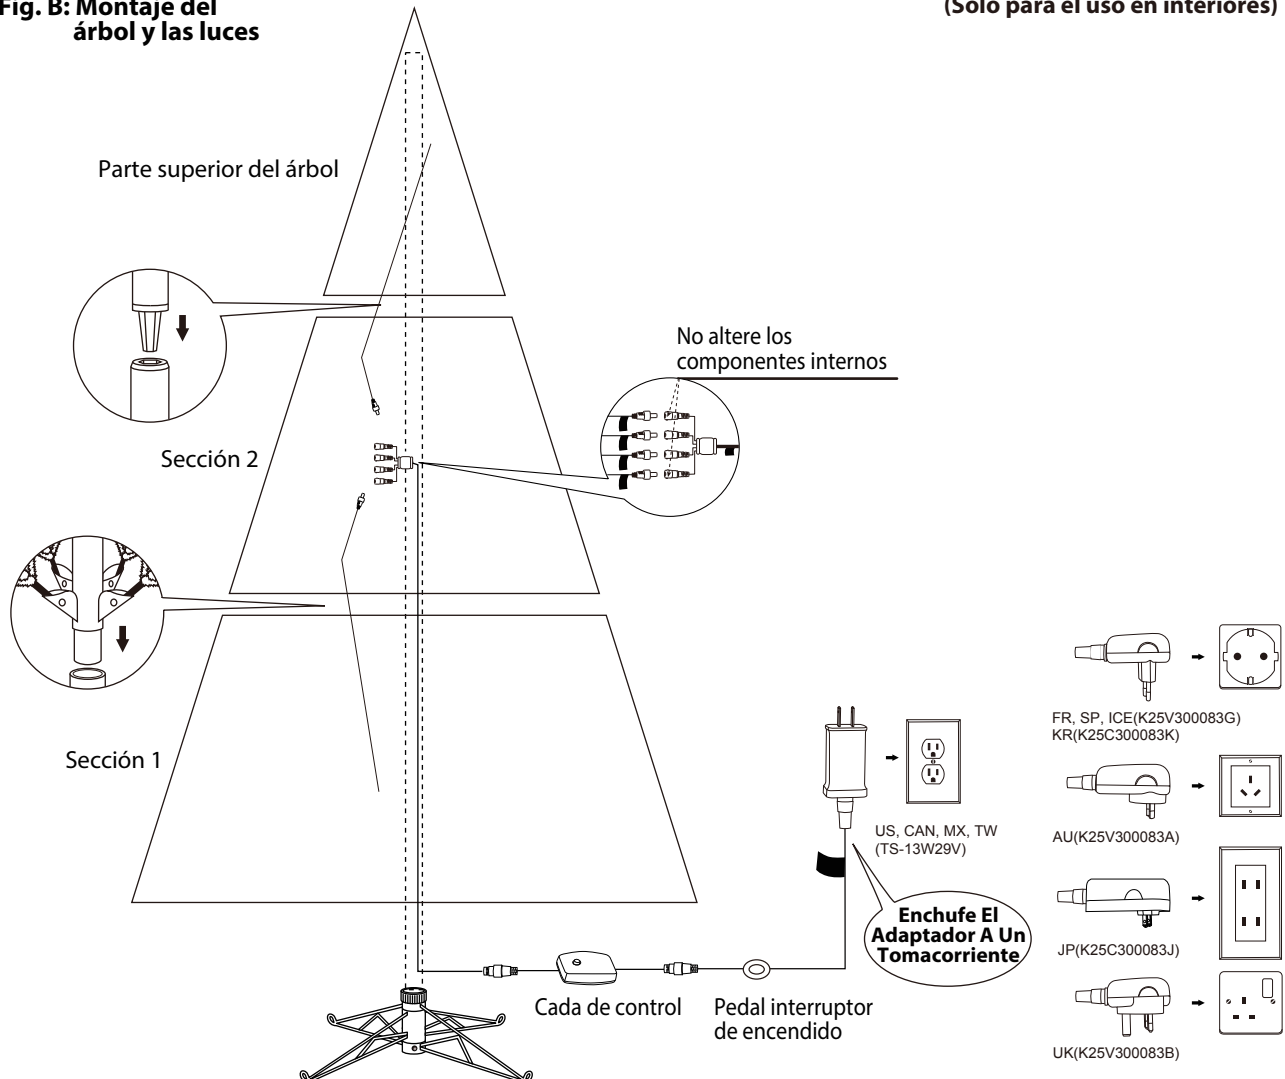 Fig. B: Montaje del
árbol y las luces
(Solo para el uso en interiores)
Parte superior del árbol
No altere los
componentes internos
Sección 2
Sección 1
FR, SP, ICE(K25V300083G)
KR(K25C300083K)
US, CAN, MX, TW
(TS-13W29V)
AU(K25V300083A)
Enchufe El
Adaptador A Un
Tomacorriente
JP(K25C300083J)
Cada de control
Pedal interruptor
de encendido
UK(K25V300083B)